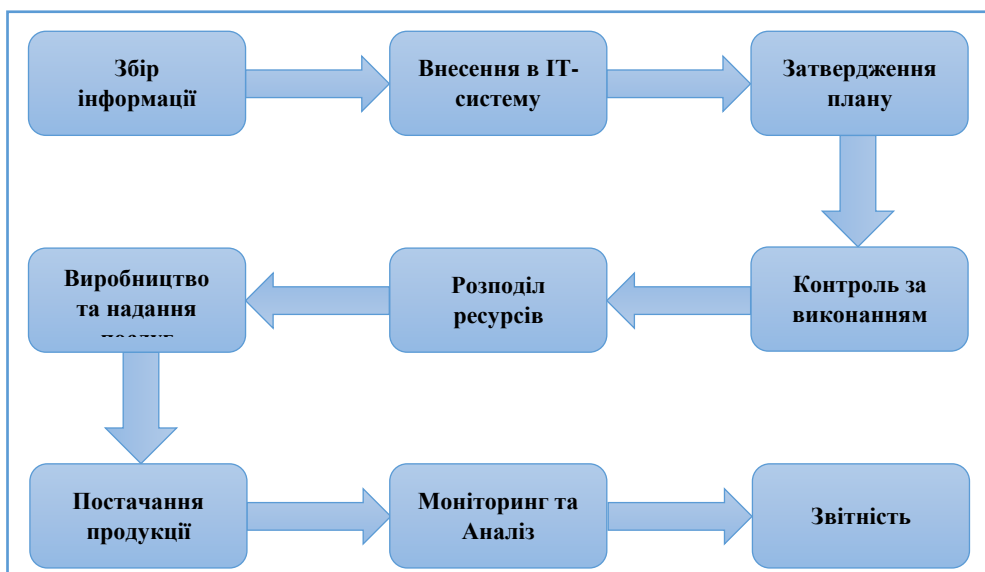 Збір
інформації
Внесення в ІТ-
систему
Затвердження
плану
Контроль за
виконанням
Розподіл
ресурсів
Виробництво
та надання
Постачання
продукції
Моніторинг та
Аналіз
Звітність